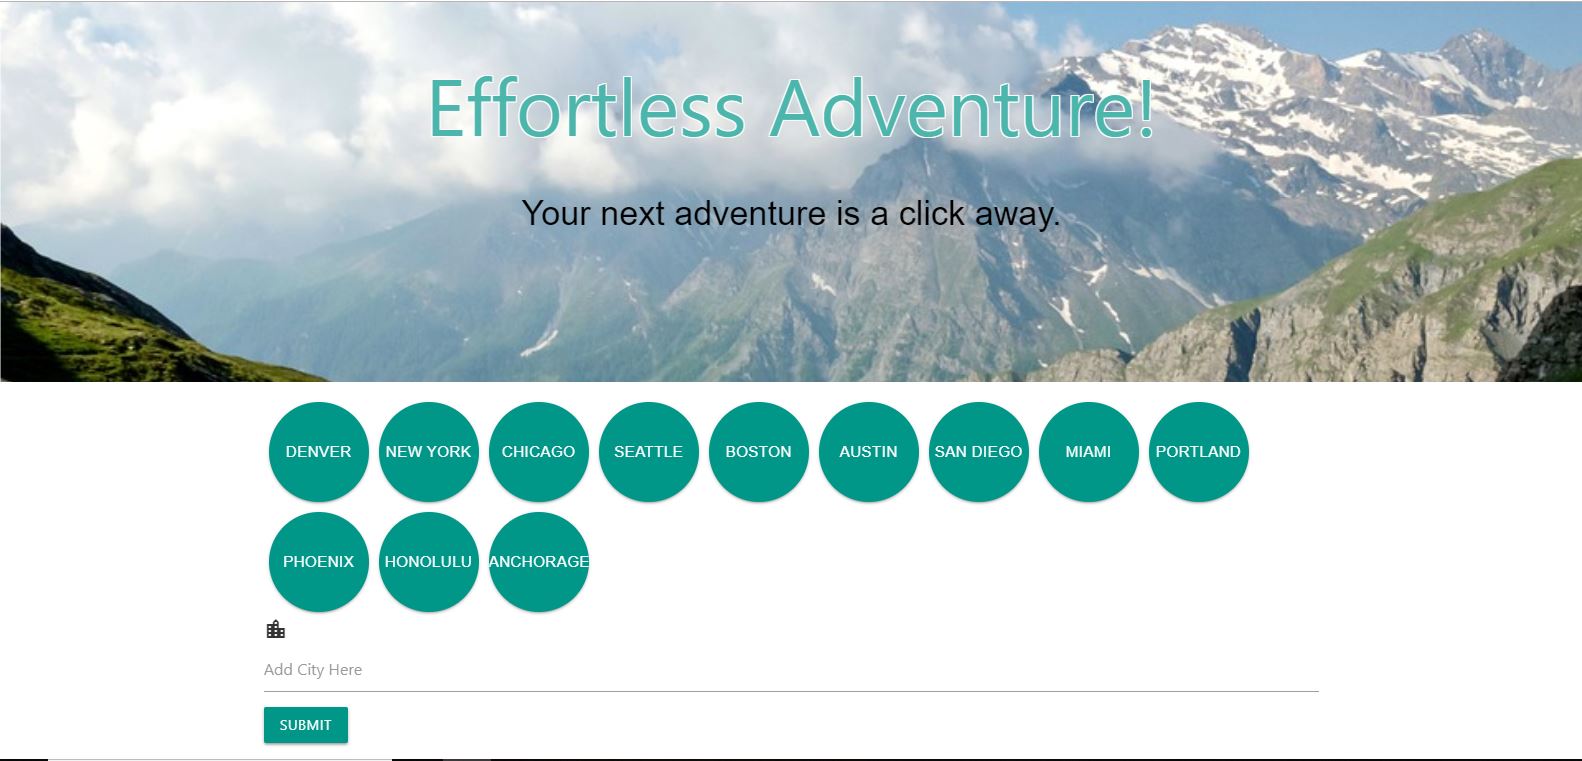 Effortless Adventure!
Your next adventure is a click away.
DENVER NEW YORK CHICAGO SEATTLE BOSTON AUSTIN SAN DIEGO MIAMI PORTLAND
PHOENIX HONOLULU ANCHORAGE
Add City Here
SUBMIT